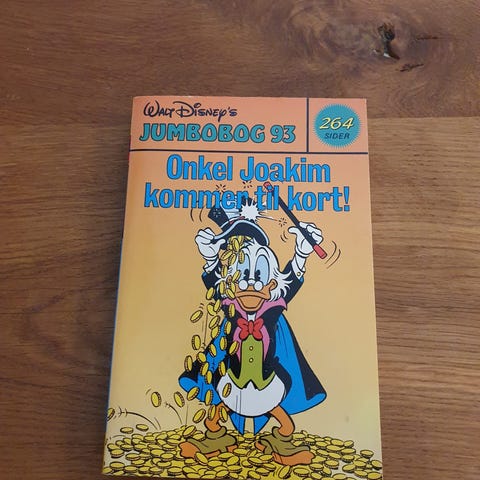 Walt Disney's
JUMBOBOG 93
264
SIDER
Onkel Joakim
kommer til kort!